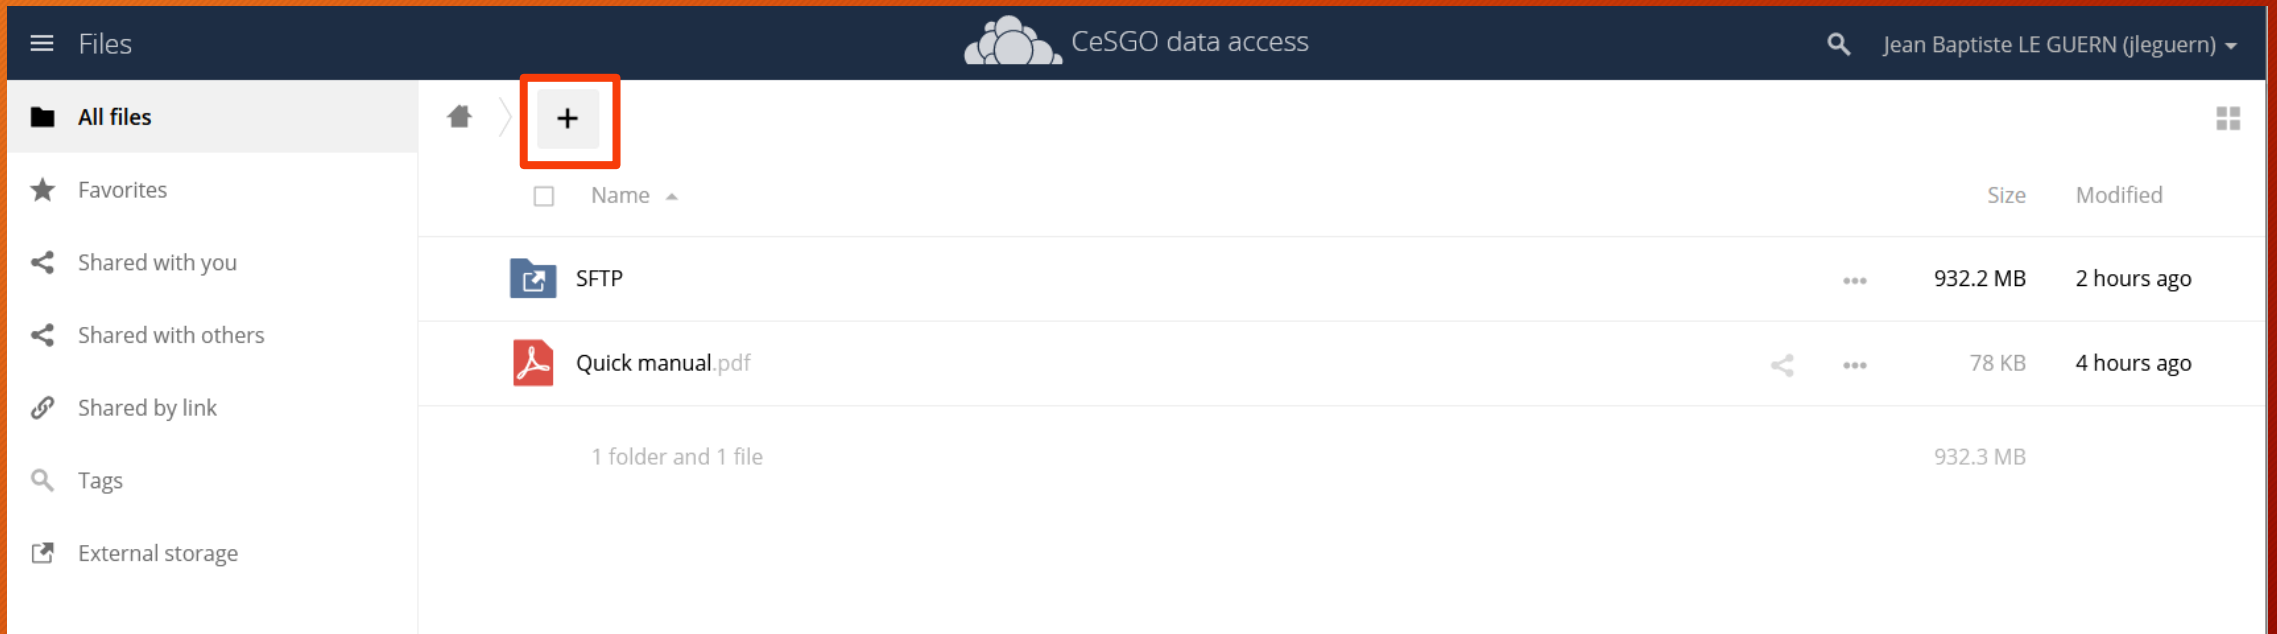 Files
CeSGO data access
Jean Baptiste LE GUERN (jleguern)
All files
Favorites
Shared with you
Shared with others
Shared by link
Tags
External storage
+
Name Size Modified
SFTP 932.2 MB 2 hours ago
Quick manual.pdf 78 KB 4 hours ago
1 folder and 1 file 932.3 MB